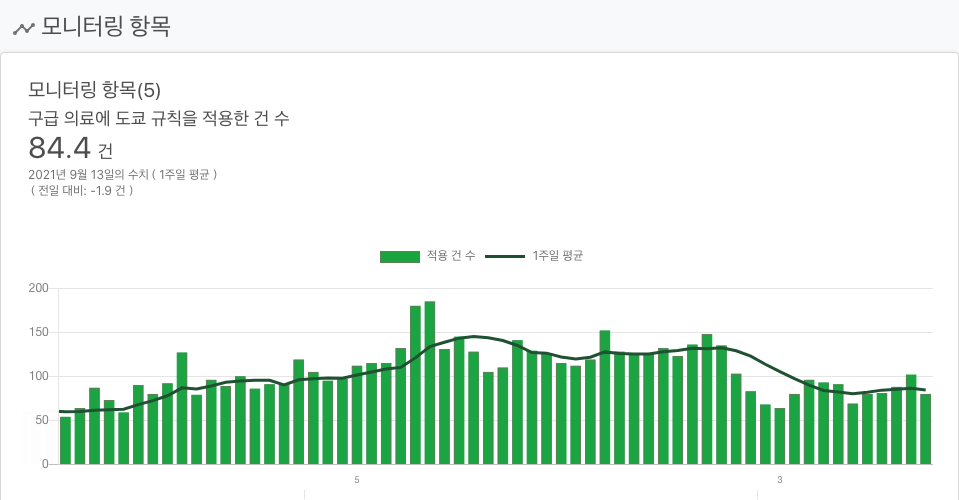 모니터링 항목
모니터링 항목(5)
구급 의료에 도쿄 규칙을 적용한 건 수
84.4 건
2021년 9월 13일의 수치 ( 1주일 평균 )
( 전일 대비: -1.9 건 )
적용 건 수 1주일 평균
200
150
100
50
0
5 3